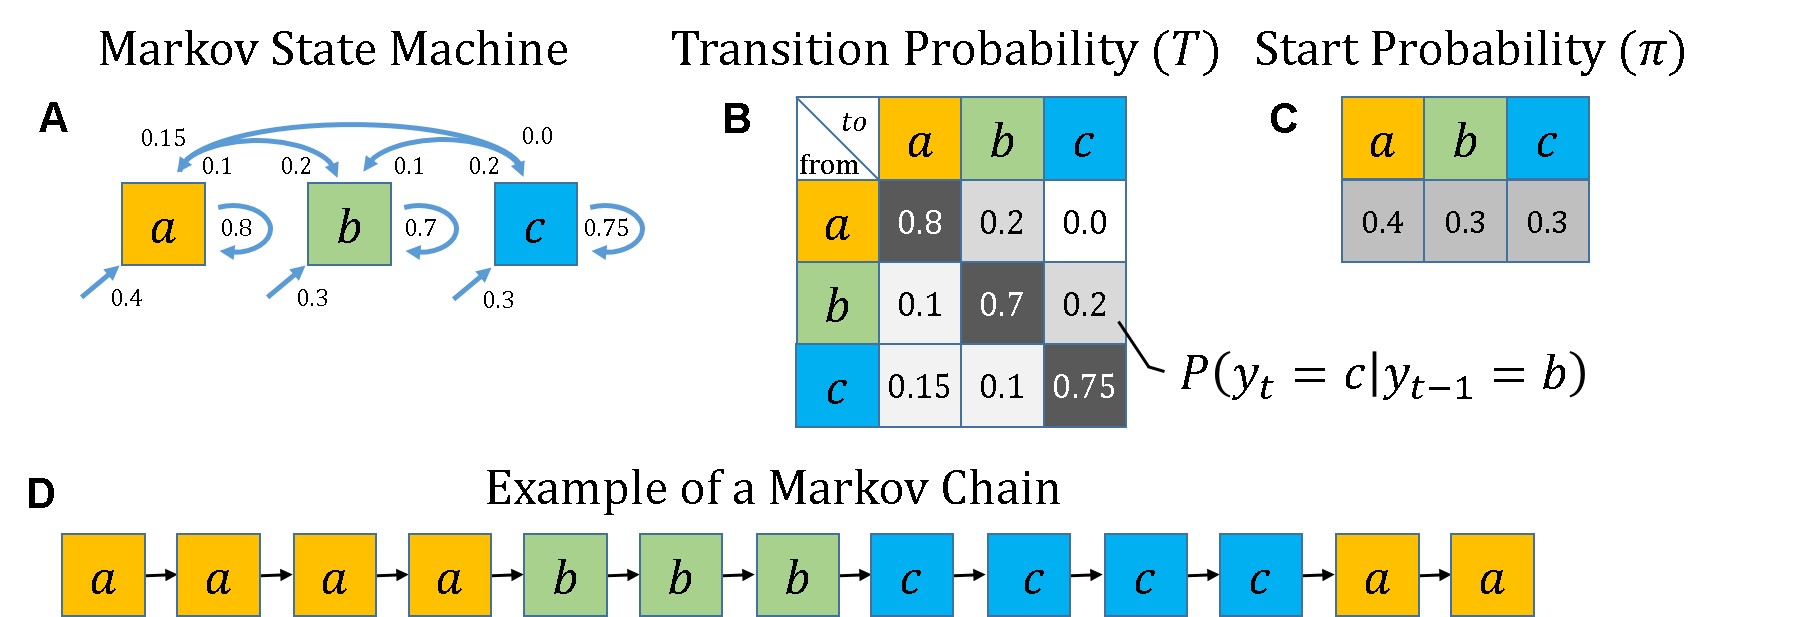 Markov State Machine
Transition Probability (T)
Start Probability (π)
A
0.15
0.0
0.1
0.2
0.1
0.2
a
0.8
b
0.7
c
0.75
0.4
0.3
0.3
B
to
from
a b c
a 0.8 0.2 0.0
b 0.1 0.7 0.2
c 0.15 0.1 0.75
P(yₜ = c|yₜ₋₁ = b)
C
a b c
0.4 0.3 0.3
D
Example of a Markov Chain
a a a a b b b c c c c a a